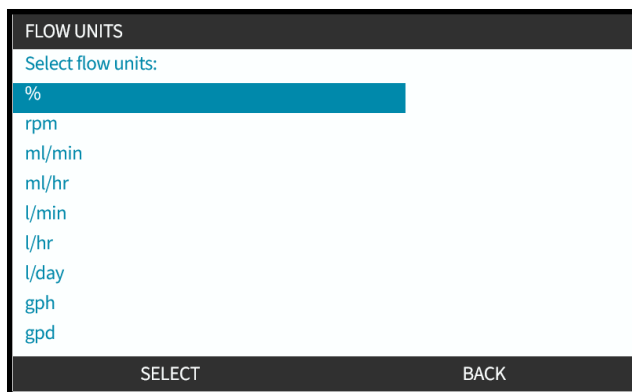 FLOW UNITS
Select flow units:
%
rpm
ml/min
ml/hr
l/min
l/hr
l/day
gph
gpd
SELECT BACK